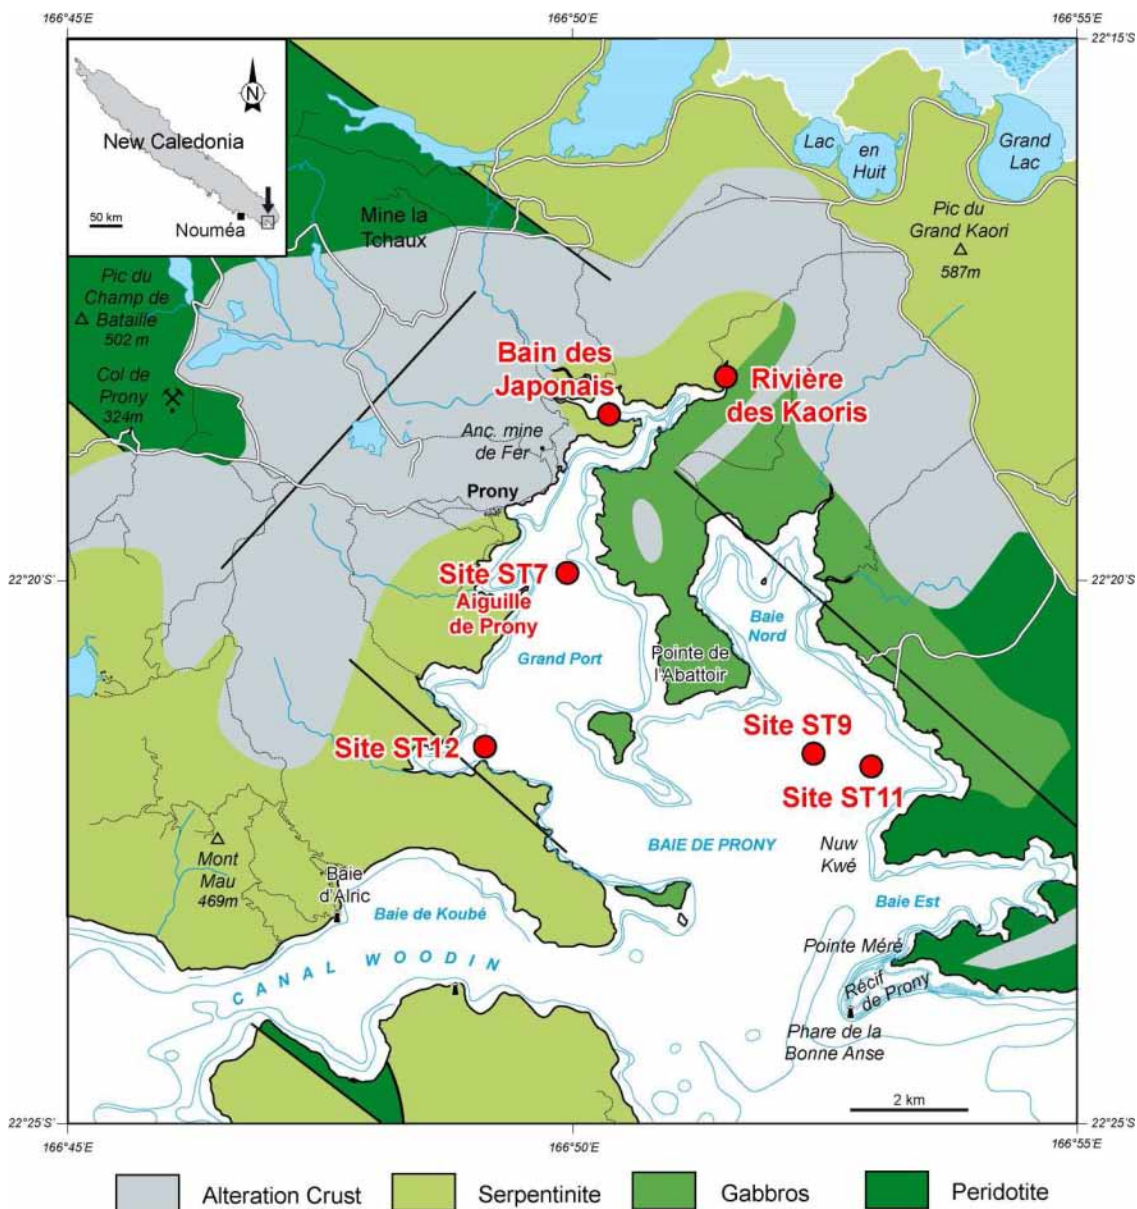 166°45'E
166°50'E
166°55'E
22°15'S
N
New Caledonia
50 km
Nouméa
Mine la
Tchaux
Lac
en
Huit
Grand
Lac
Pic du
Grand Kaori
587m
Pic du
Champ de
Bataille
502 m
Col de
Prony
324m
Bain des
Japonais
Rivière
des Kaoris
Anc. mine
de Fer
Prony
22°20'S
22°20'S
Site ST7
Aiguille
de Prony
Baie
Nord
Grand Port
Pointe de
l'Abattoir
Site ST12
Site ST9
Site ST11
BAIE DE PRONY
Nuw
Kwé
Mont
Mau
469m
Baie
d'Alric
Baie de Koubé
Baie Est
CANAL WOODIN
Pointe Méré
Récif
de Prony
Phare de la
Bonne Anse
2 km
22°25'S'
22°25'S
166°45'E
166°50'E
166°55'E
Alteration Crust
Serpentinite
Gabbros
Peridotite